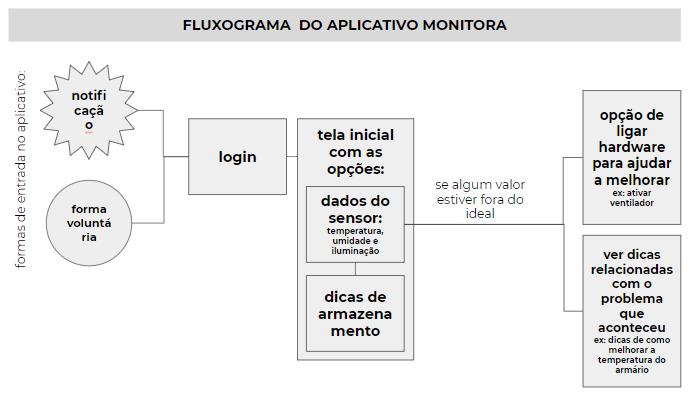 FLUXOGRAMA DO APLICATIVO MONITORA
formas de entrada no aplicativo:
notifi
caçã
o
forma
voluntá
ria
login
tela inicial
com as
opções:
dados do
sensor:
temperatura,
umidade e
iluminação
dicas de
armazena
mento
se algum valor
estiver fora do
ideal
opção de
ligar
hardware
para ajudar
a melhorar
ex: ativar
ventilador
ver dicas
relacionadas
com o
problema
que
aconteceu
ex: dicas de como
melhorar a
temperatura do
armário